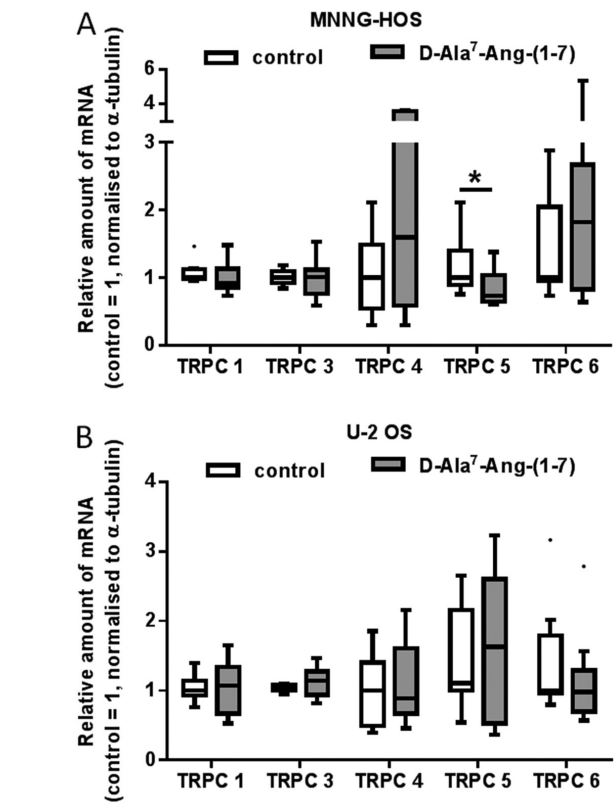 A
MNNG-HOS
control
D-Ala⁷-Ang-(1-7)
Relative amount of mRNA
(control = 1, normalised to α-tubulin)
6
4
3
2
1
0
*
TRPC 1 TRPC 3 TRPC 4 TRPC 5 TRPC 6
B
U-2 OS
control
D-Ala⁷-Ang-(1-7)
Relative amount of mRNA
(control = 1, normalised to α-tubulin)
4
3
2
1
0
TRPC 1 TRPC 3 TRPC 4 TRPC 5 TRPC 6